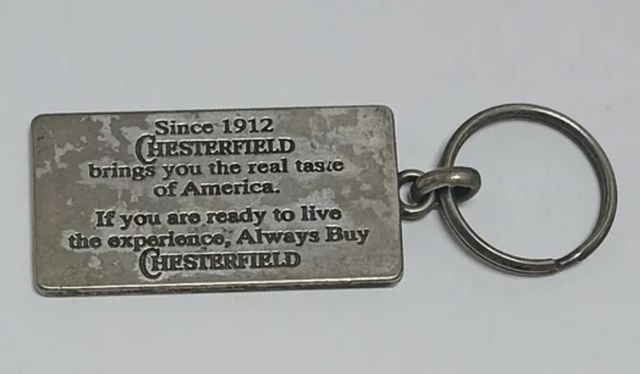 Since 1912
CHESTERFIELD
brings you the real taste
of America.
If you are ready to live
the experience, Always Buy
CHESTERFIELD